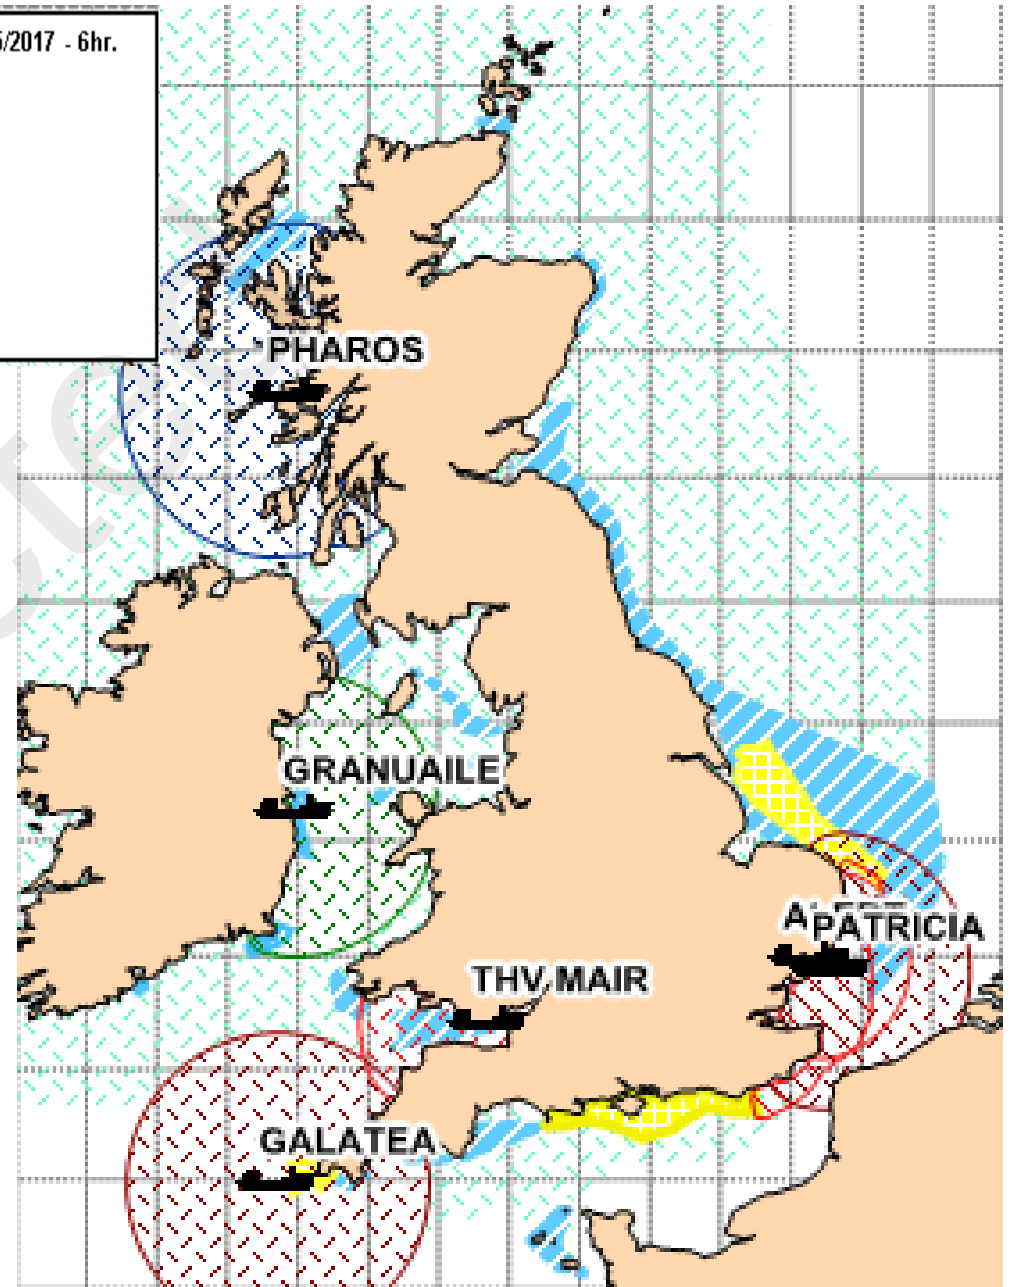 5/2017 - 6hr.
PHAROS
GRANUAILE
PATRICIA
THV MAIR
GALATEA